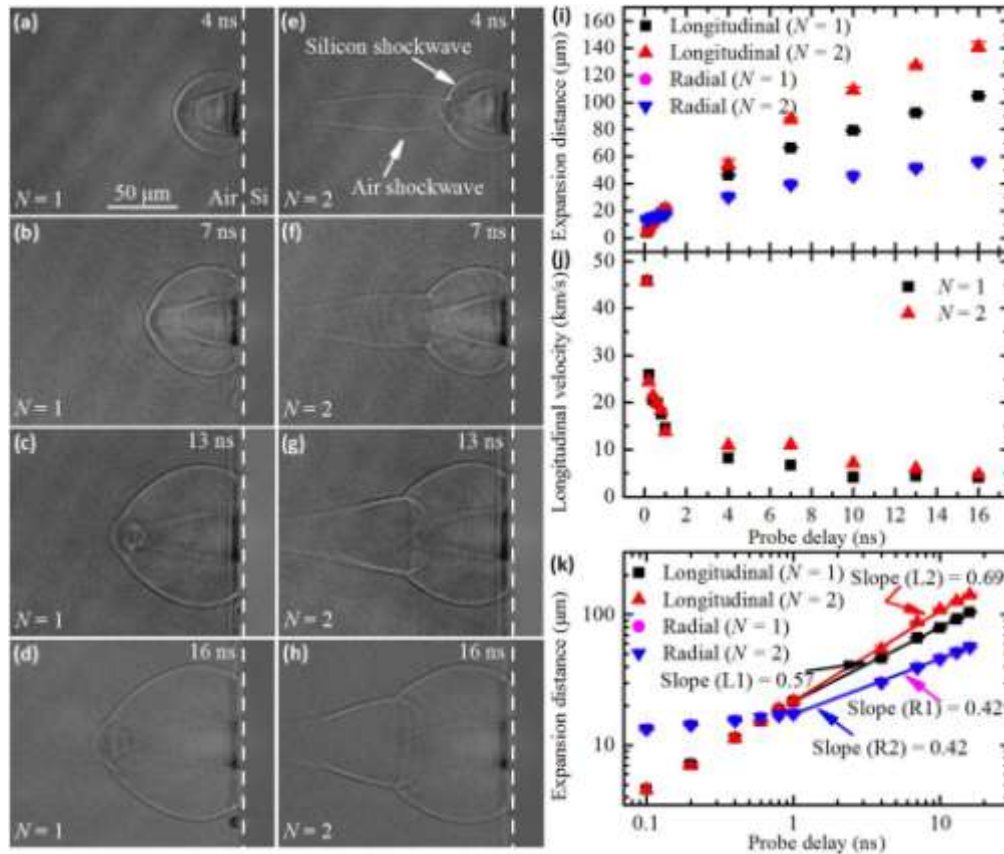 (a)
4 ns
50 µm
Air
Si
N = 1
(b)
7 ns
N = 1
(c)
13 ns
N = 1
(d)
16 ns
N = 1
(e)
4 ns
Silicon shockwave
Air shockwave
N = 2
(f)
7 ns
N = 2
(g)
13 ns
N = 2
(h)
16 ns
N = 2
(i)
Expansion distance (µm)
160
140
120
100
80
60
40
20
0
Longitudinal (N = 1)
Longitudinal (N = 2)
Radial (N = 1)
Radial (N = 2)
(j)
Longitudinal velocity (km/s)
50
40
30
20
10
0
N = 1
N = 2
0 2 4 6 8 10 12 14 16
Probe delay (ns)
(k)
Expansion distance (µm)
100
10
Longitudinal (N = 1)
Longitudinal (N = 2)
Radial (N = 1)
Radial (N = 2)
Slope (L2) = 0.69
Slope (L1) = 0.57
Slope (R1) = 0.42
Slope (R2) = 0.42
0.1 1 10
Probe delay (ns)